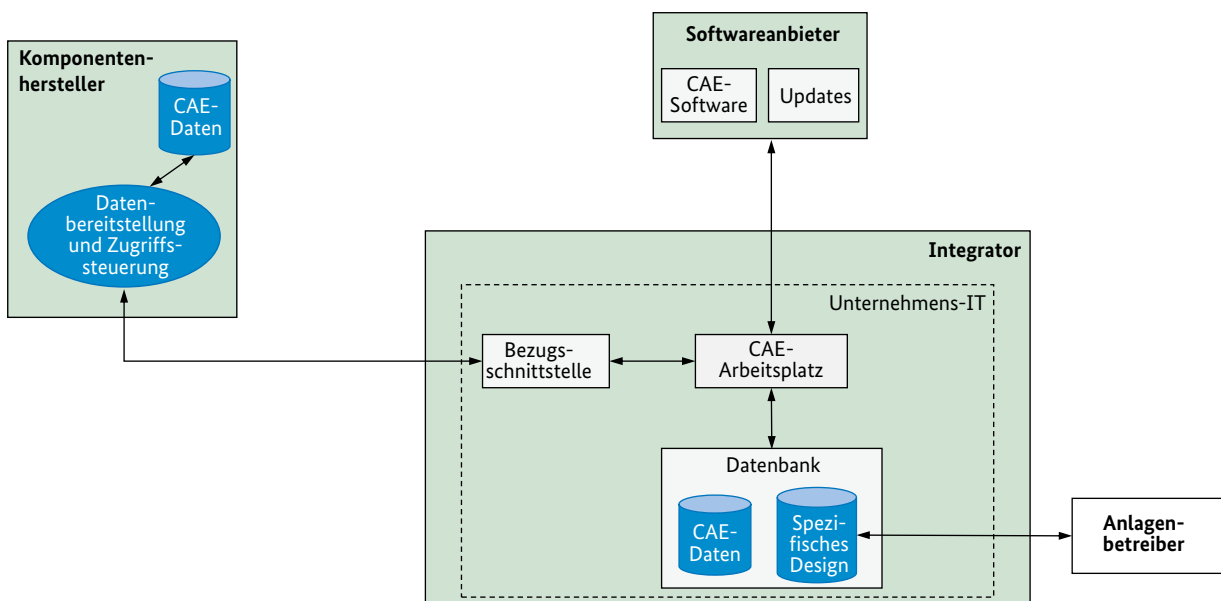 Komponenten-
hersteller
CAE-
Daten
Daten-
bereitstellung
und Zugriffs-
steuerung
Softwareanbieter
CAE-
Software
Updates
Integrator
Unternehmens-IT
Bezugs-
schnittstelle
CAE-
Arbeitsplatz
Datenbank
CAE-
Daten
Spezi-
fisches
Design
Anlagen-
betreiber